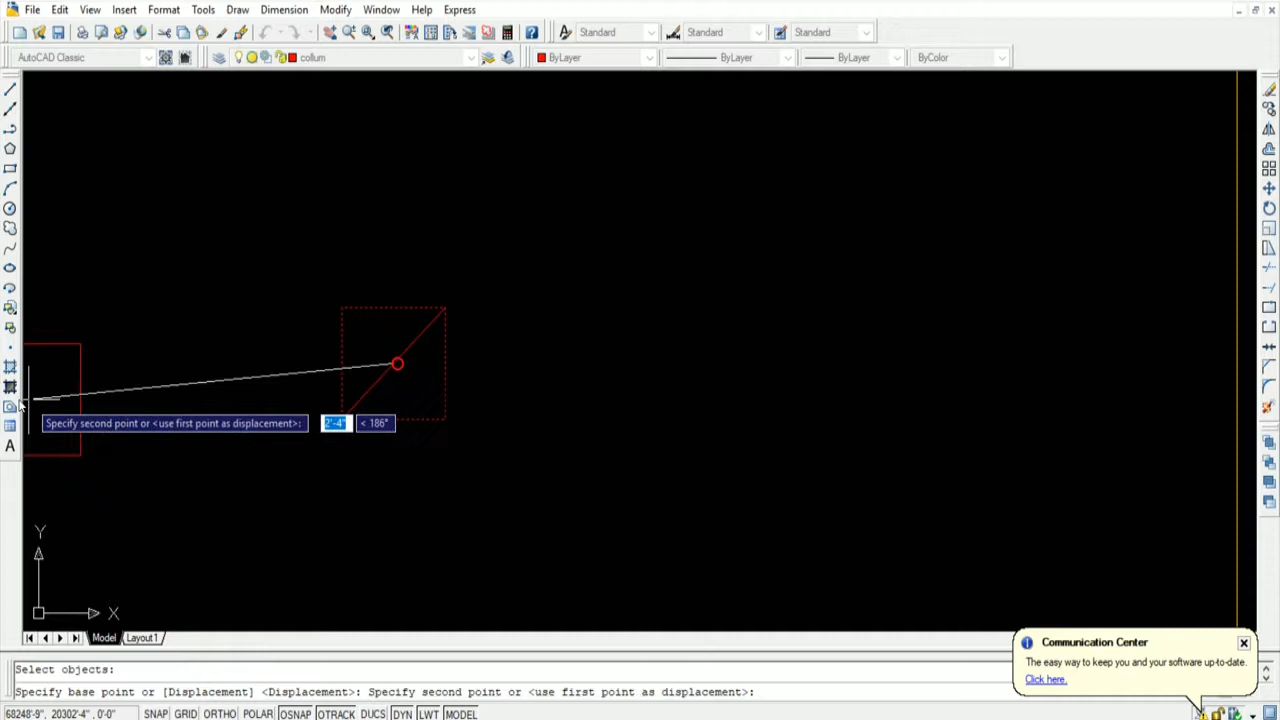 File Edit View Insert Format Tools Draw Dimension Modify Window Help Express
Standard Standard Standard
AutoCAD Classic collum ByLayer ByLayer ByLayer ByColor
Specify second point or <use first point as displacement>: 2'-4" < 186°
A
Y
X
Model Layout1
Communication Center
The easy way to keep you and your software up-to-date.
Click here.
Select objects:
Specify base point or [Displacement] <Displacement>: Specify second point or <use first point as displacement>:
68248'-9", 20302'-4" , 0'-0" SNAP GRID ORTHO POLAR OSNAP OTRACK DUCS DYN LWT MODEL